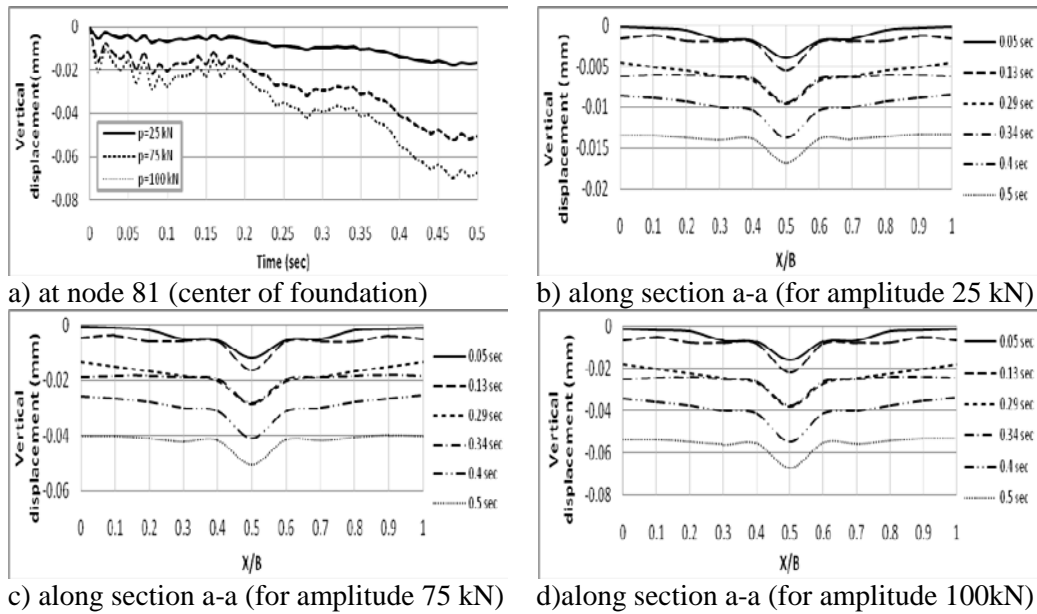 0
-0.02
-0.04
-0.06
-0.08
Vertical
displacement(mm)
p=25 kN
p=75 kN
p=100 kN
0 0.05 0.1 0.15 0.2 0.25 0.3 0.35 0.4 0.45 0.5
Time (sec)
a) at node 81 (center of foundation)
0
-0.005
-0.01
-0.015
-0.02
Vertical
displacement (mm)
0.05 sec
0.13 sec
0.29 sec
0.34 sec
0.4 sec
0.5 sec
0 0.1 0.2 0.3 0.4 0.5 0.6 0.7 0.8 0.9 1
X/B
b) along section a-a (for amplitude 25 kN)
0
-0.02
-0.04
-0.06
Vertical
displacement (mm)
0.05 sec
0.13 sec
0.29 sec
0.34 sec
0.4 sec
0.5 sec
0 0.1 0.2 0.3 0.4 0.5 0.6 0.7 0.8 0.9 1
X/B
c) along section a-a (for amplitude 75 kN)
0
-0.02
-0.04
-0.06
-0.08
Vertical
displacement (mm)
0.05 sec
0.13 sec
0.29 sec
0.34 sec
0.4 sec
0.5 sec
0 0.1 0.2 0.3 0.4 0.5 0.6 0.7 0.8 0.9 1
X/B
d)along section a-a (for amplitude 100kN)